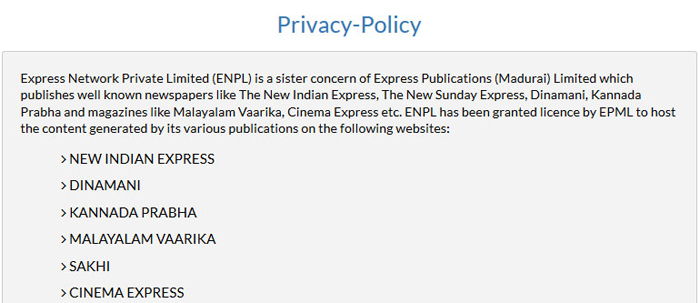 Privacy-Policy
Express Network Private Limited (ENPL) is a sister concern of Express Publications (Madurai) Limited which
publishes well known newspapers like The New Indian Express, The New Sunday Express, Dinamani, Kannada
Prabha and magazines like Malayalam Vaarika, Cinema Express etc. ENPL has been granted licence by EPML to host
the content generated by its various publications on the following websites:
> NEW INDIAN EXPRESS
> DINAMANI
> KANNADA PRABHA
> MALAYALAM VAARIKA
> SAKHI
> CINEMA EXPRESS